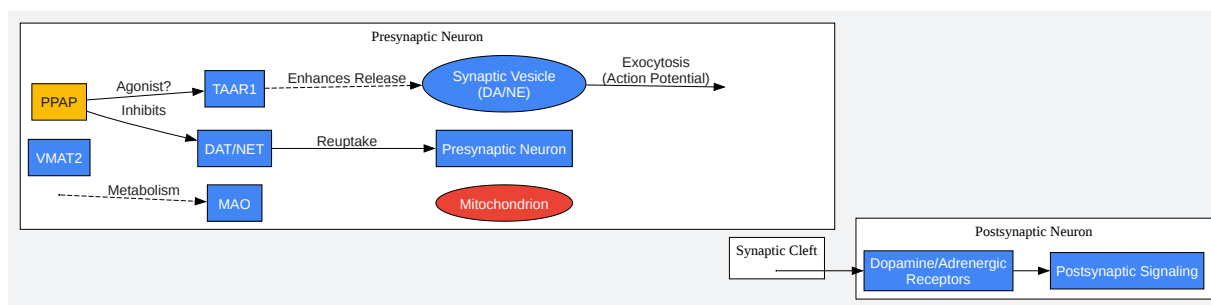 Presynaptic Neuron
Exocytosis
(Action Potential)
Agonist?
Enhances Release
Synaptic Vesicle
(DA/NE)
PPAP
TAAR1
Inhibits
VMAT2
DAT/NET
Reuptake
Presynaptic Neuron
Metabolism
MAO
Mitochondrion
Synaptic Cleft
Postsynaptic Neuron
Dopamine/Adrenergic
Receptors
Postsynaptic Signaling